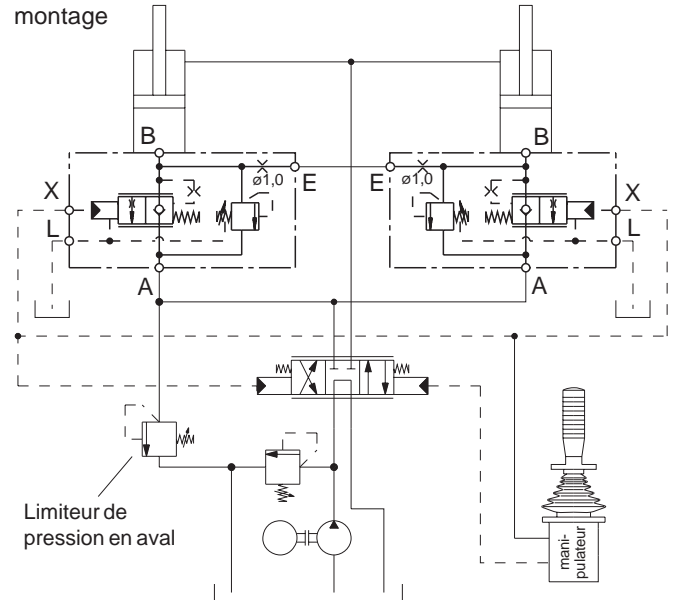 montage
B
B
ø1,0
E
E
ø1,0
X
X
L
L
A
A
Limiteur de
pression en aval
mani-
pulateur